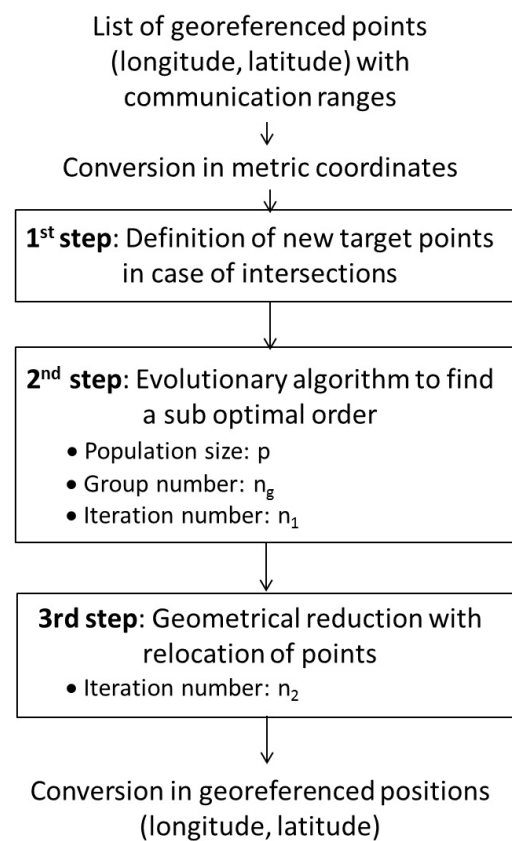 List of georeferenced points
(longitude, latitude) with
communication ranges
Conversion in metric coordinates
1st step: Definition of new target points
in case of intersections
2nd step: Evolutionary algorithm to find
a sub optimal order
• Population size: p
• Group number: ng
• Iteration number: n1
3rd step: Geometrical reduction with
relocation of points
• Iteration number: n2
Conversion in georeferenced positions
(longitude, latitude)